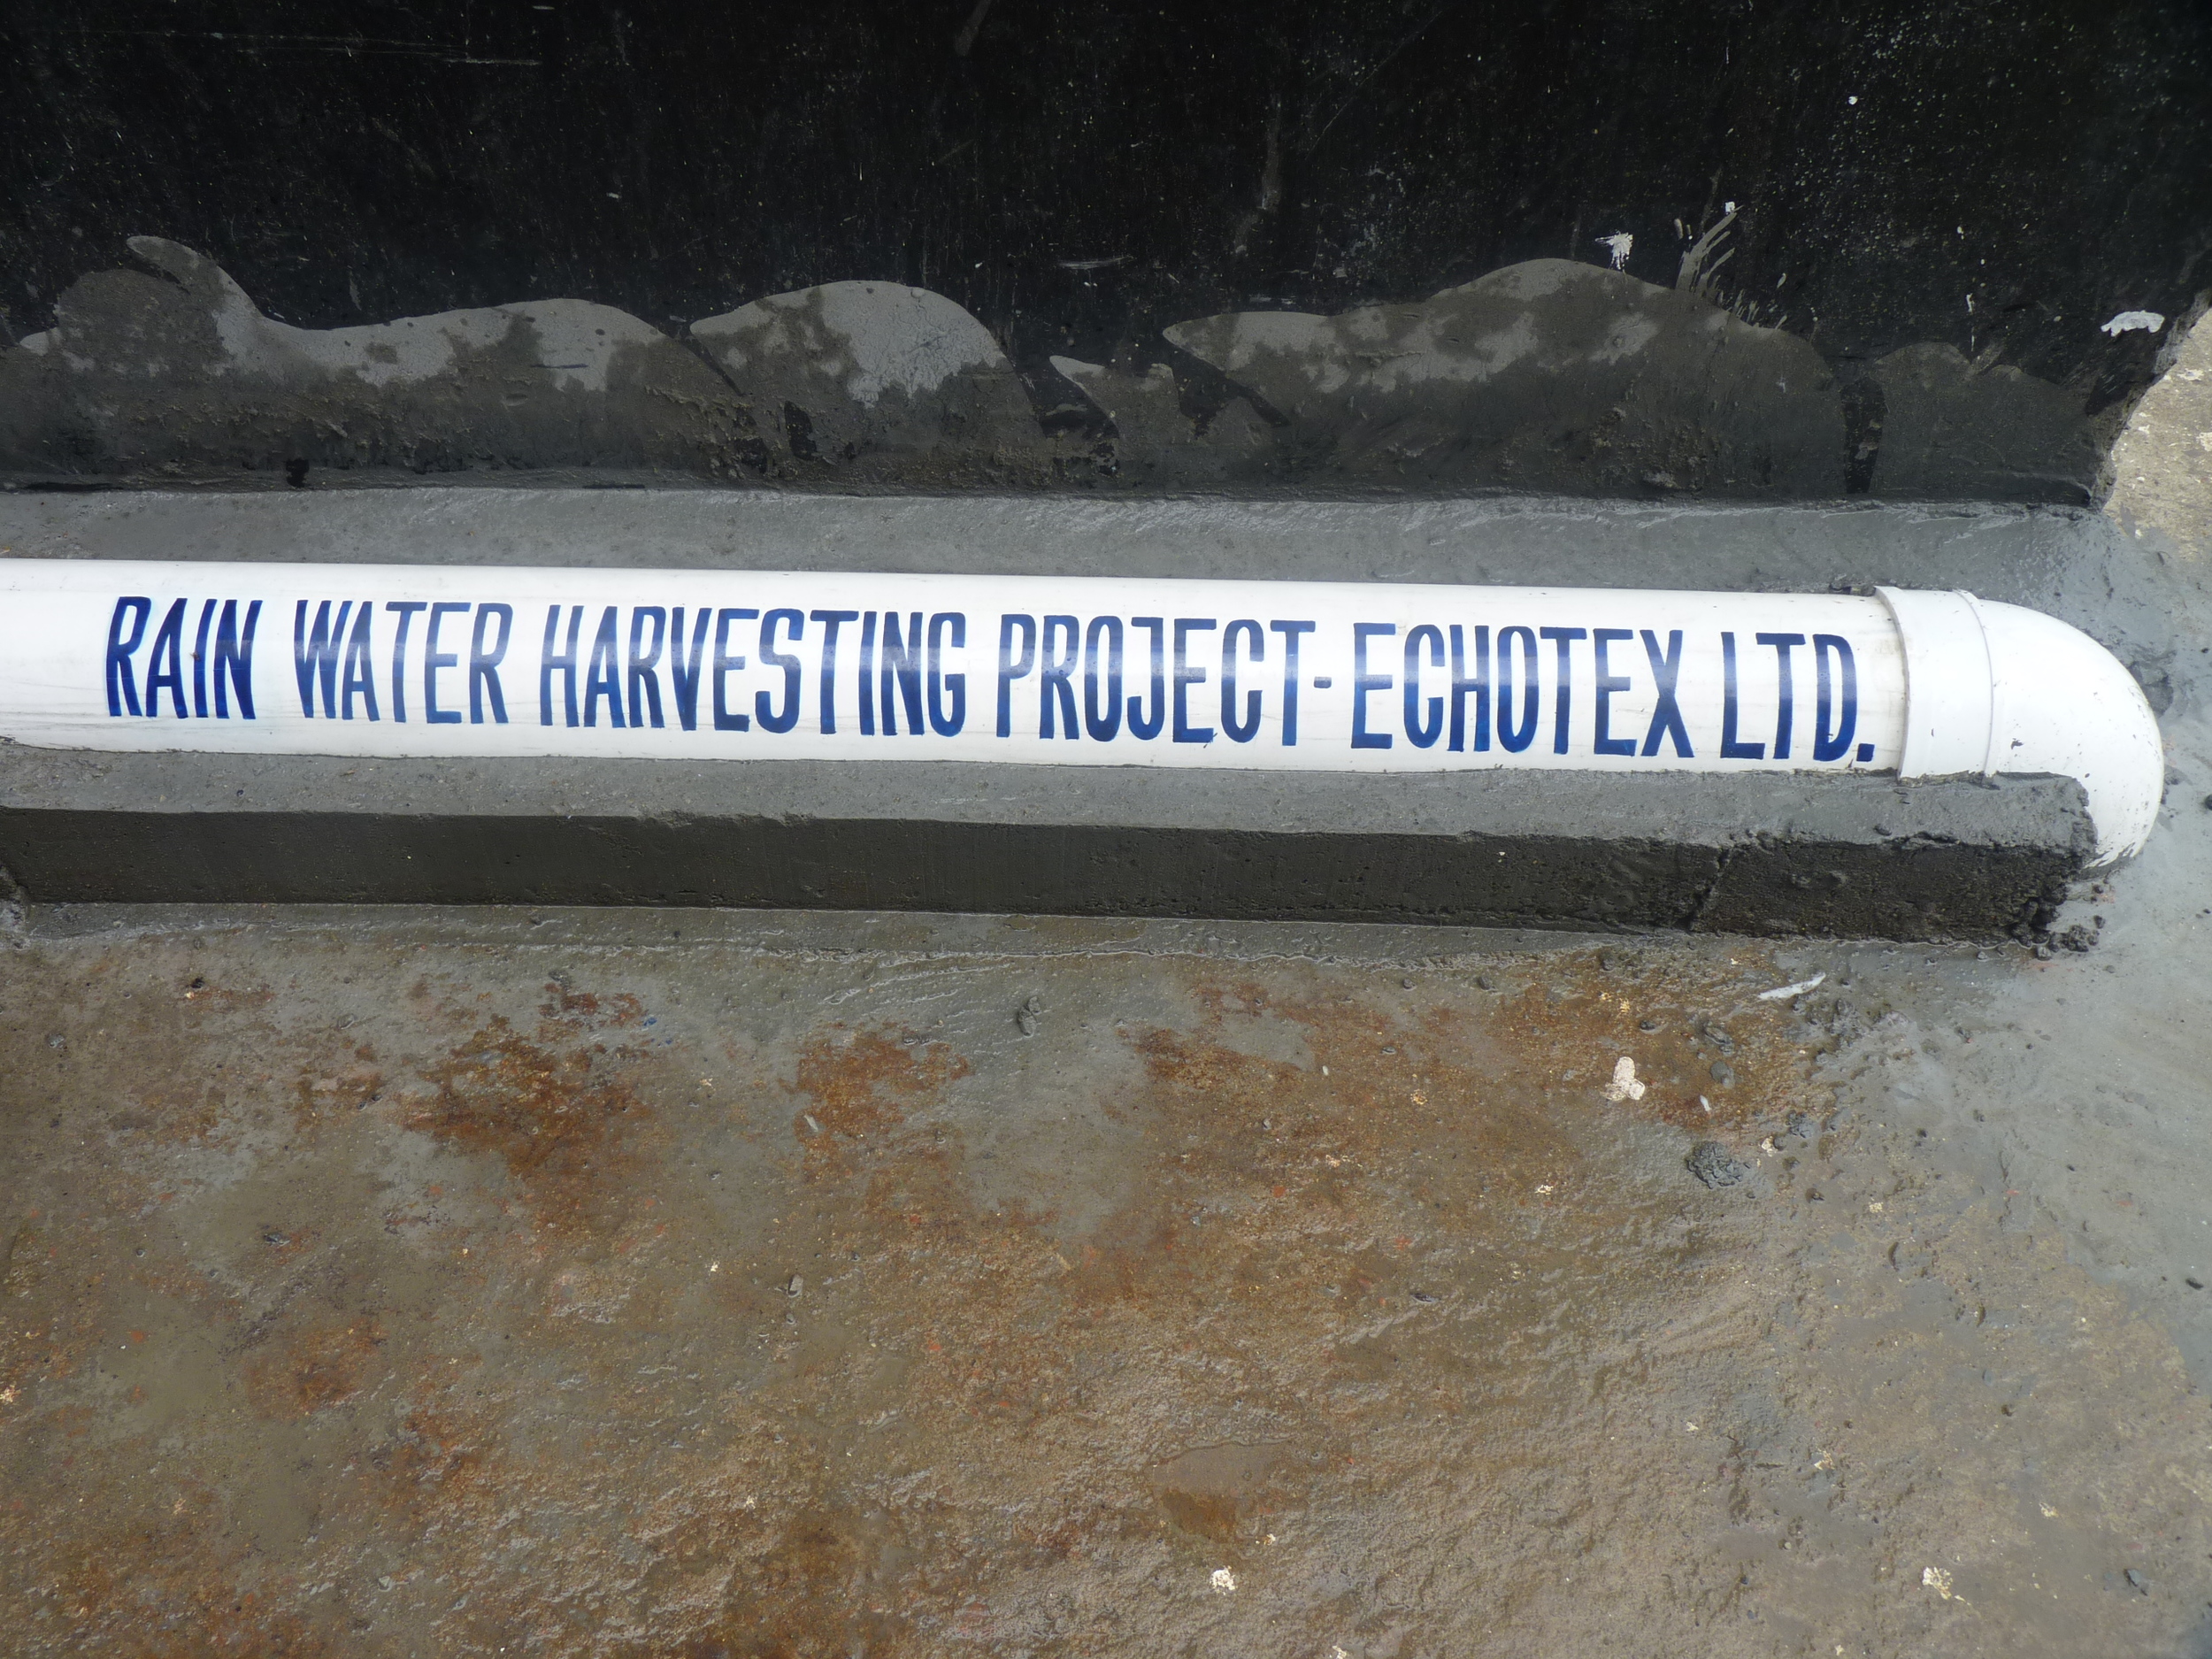 RAIN WATER HARVESTING PROJECT- ECHOTEX LTD.